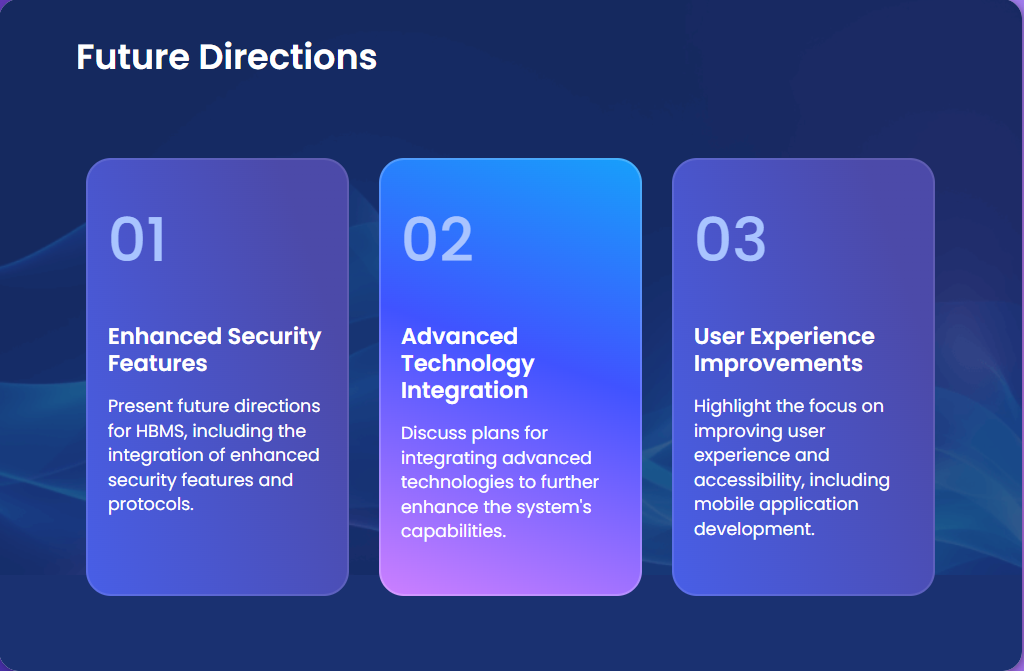 Future Directions
01
Enhanced Security
Features
Present future directions
for HBMS, including the
integration of enhanced
security features and
protocols.
02
Advanced
Technology
Integration
Discuss plans for
integrating advanced
technologies to further
enhance the system's
capabilities.
03
User Experience
Improvements
Highlight the focus on
improving user
experience and
accessibility, including
mobile application
development.